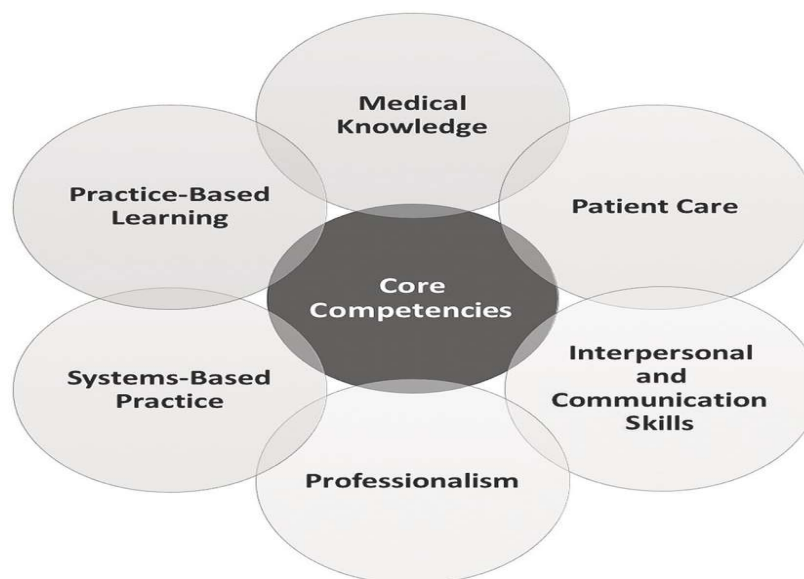 Medical
Knowledge
Practice-Based
Learning
Patient Care
Core
Competencies
Systems-Based
Practice
Interpersonal
and
Communication
Skills
Professionalism